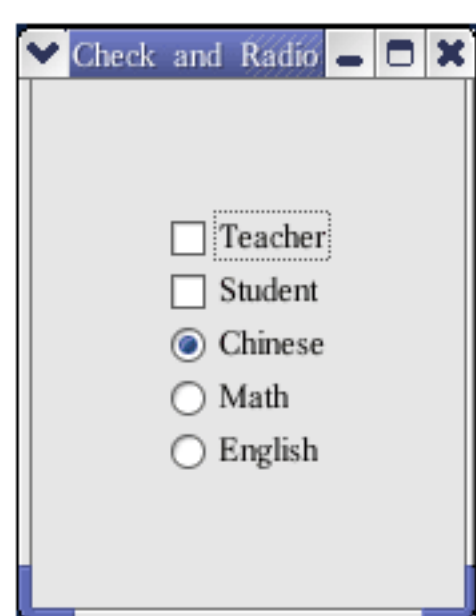 Check and Radio
Teacher
Student
Chinese
Math
English